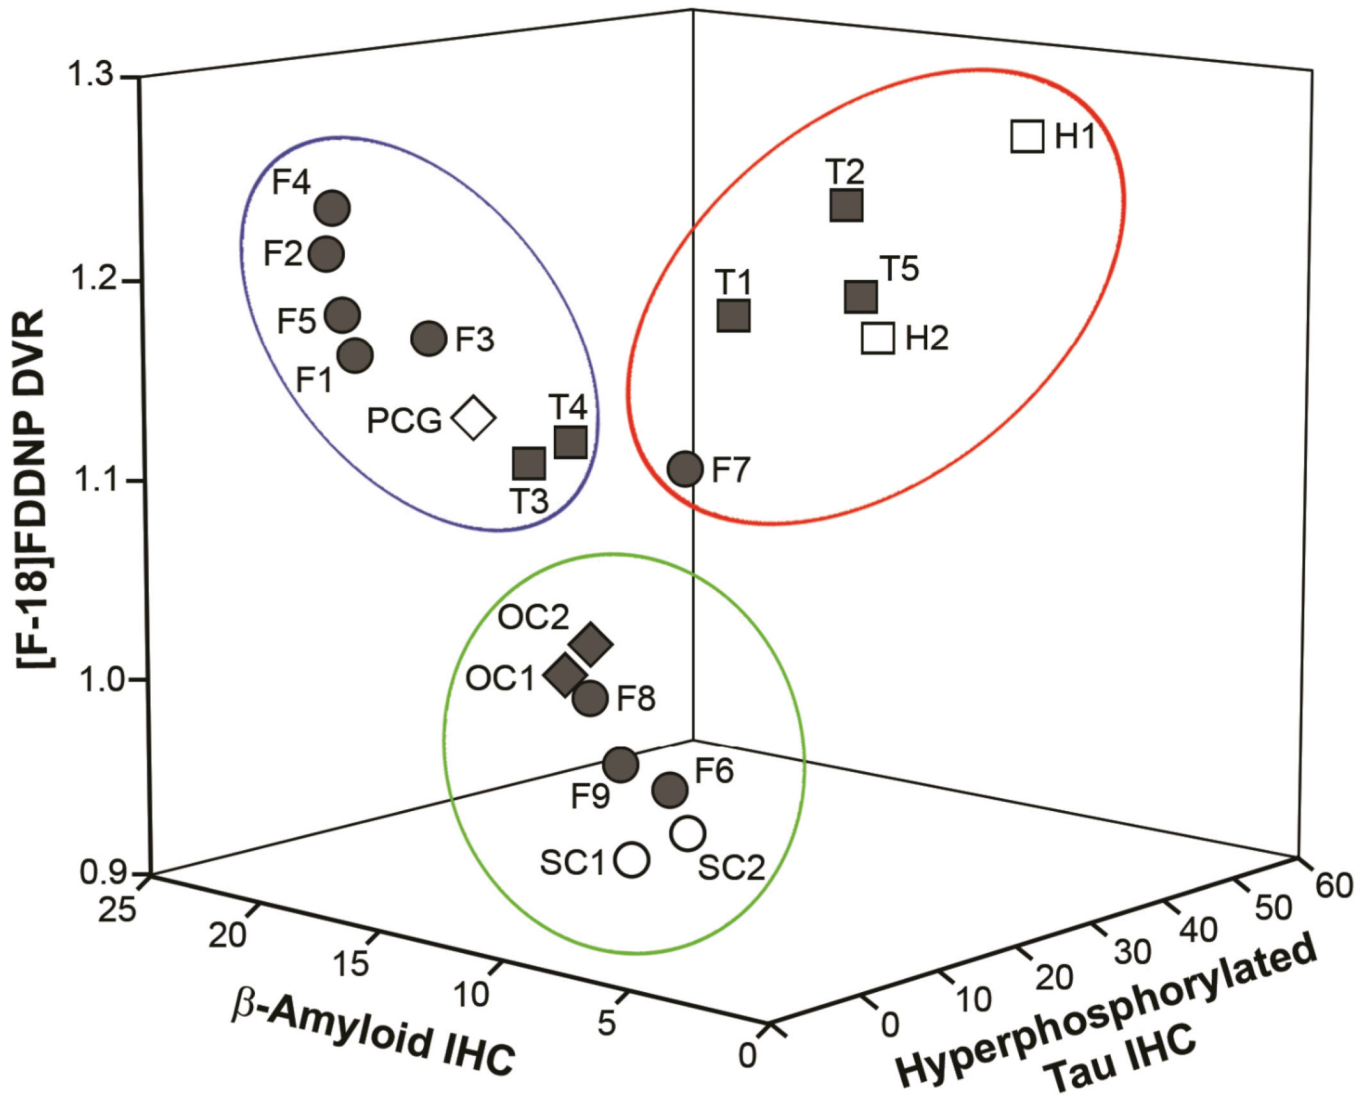 1.3
1.2
1.1
1.0
0.9
[F-18]FDDNP DVR
F4
F2
F5
F1
F3
PCG
T4
T3
H1
T2
T5
T1
H2
F7
OC2
OC1
F8
F6
F9
SC1
SC2
25
20
15
10
5
0
β-Amyloid IHC
0
10
20
30
40
50
60
Hyperphosphorylated
Tau IHC